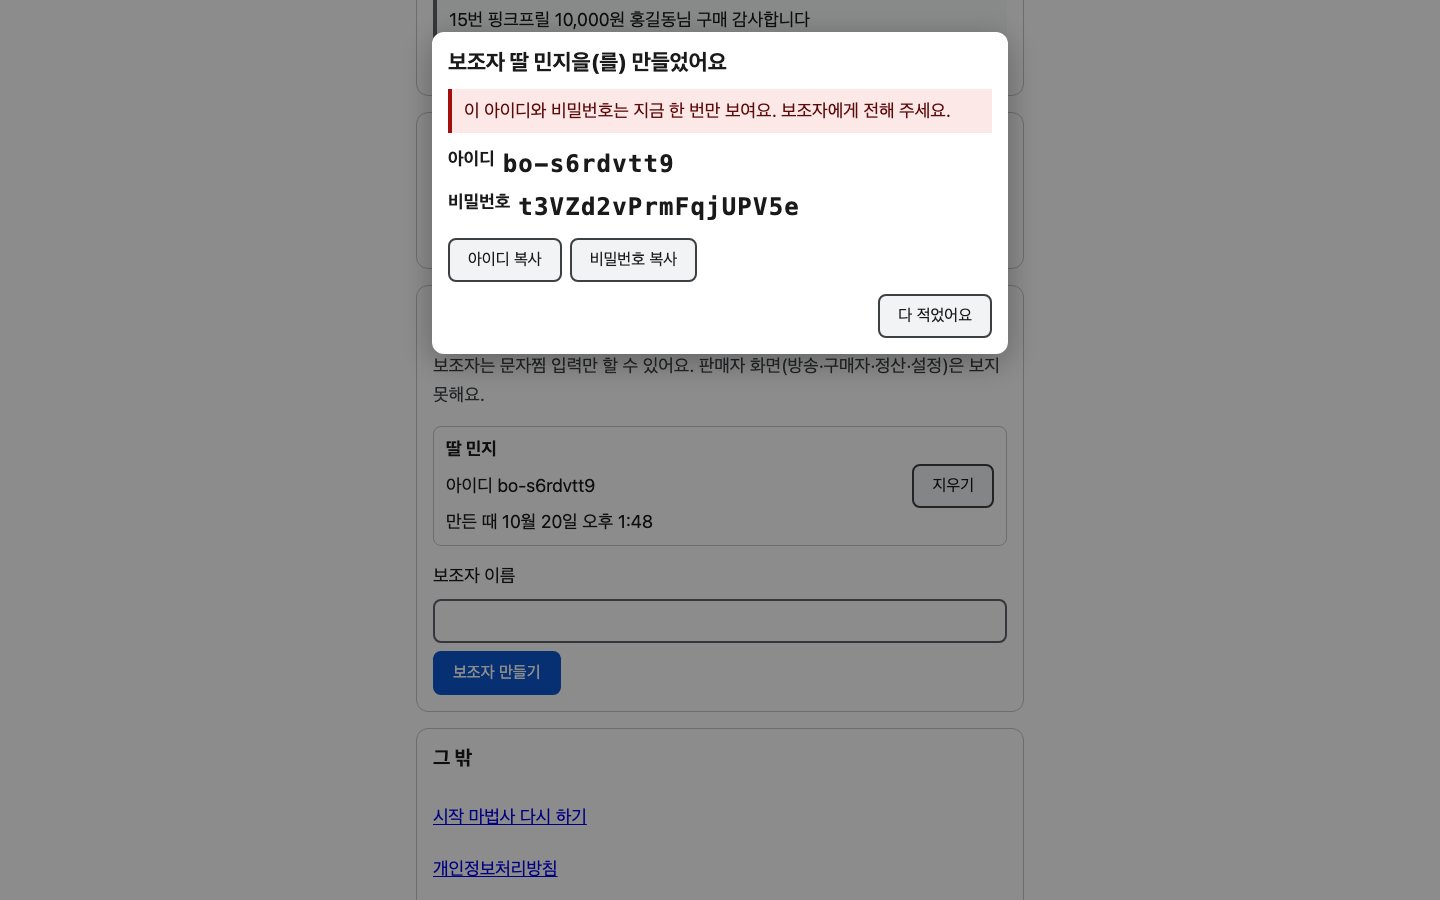 15번 핑크프릴 10,000원 홍길동님 구매 감사합니다
보조자 딸 민지을(를) 만들었어요
이 아이디와 비밀번호는 지금 한 번만 보여요. 보조자에게 전해 주세요.
아이디 bo-s6rdvtt9
비밀번호 t3VZd2vPrmFqjUPV5e
아이디 복사 비밀번호 복사
다 적었어요
보조자는 문자찜 입력만 할 수 있어요. 판매자 화면(방송·구매자·정산·설정)은 보지
못해요.
딸 민지
아이디 bo-s6rdvtt9
지우기
만든 때 10월 20일 오후 1:48
보조자 이름
보조자 만들기
그 밖
시작 마법사 다시 하기
개인정보처리방침